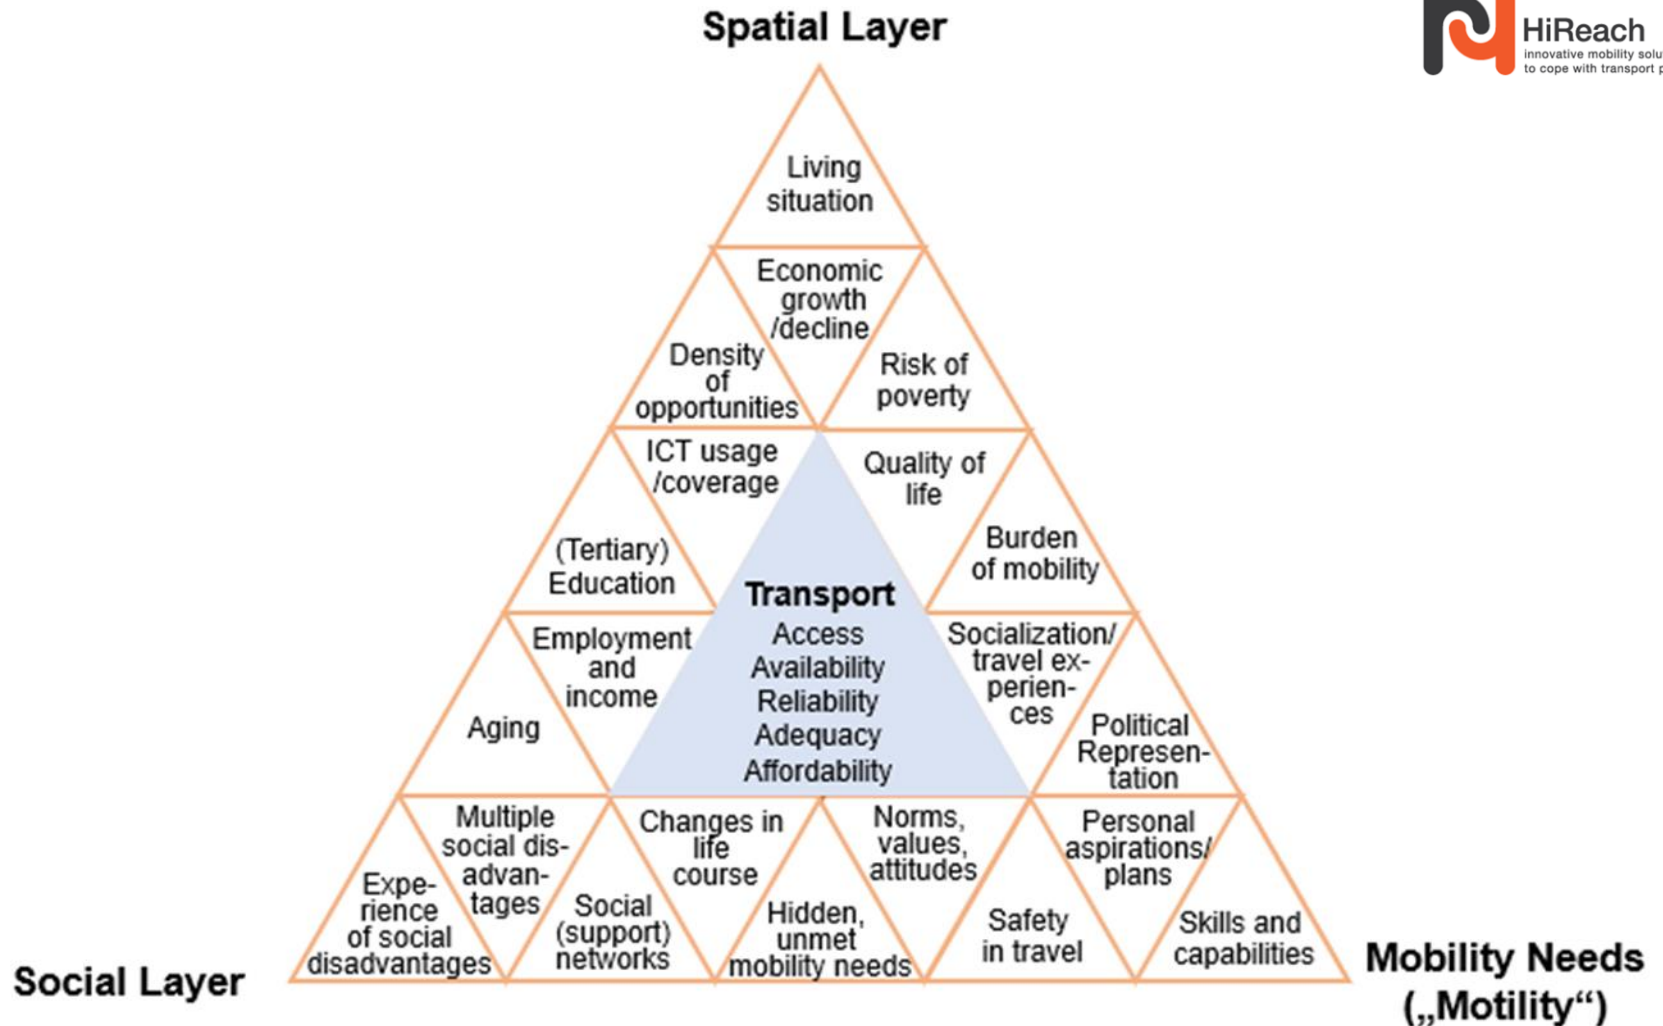 Spatial Layer
HiReach
innovative mobility solu
to cope with transport p
Living
situation
Economic
growth
/decline
Density
of
opportunities
Risk of
poverty
ICT usage
/coverage
Quality of
life
(Tertiary)
Education
Burden
of mobility
Transport
Access
Availability
Reliability
Adequacy
Affordability
Employment
and
income
Socialization/
travel ex-
perien-
ces
Aging
Political
Represen-
tation
Multiple
social dis-
advan-
tages
Changes in
life
course
Norms,
values,
attitudes
Personal
aspirations/
plans
Expe-
rience
of social
disadvantages
Social
(support)
networks
Hidden,
unmet
mobility needs
Safety
in travel
Skills and
capabilities
Social Layer
Mobility Needs
(„Motility“)